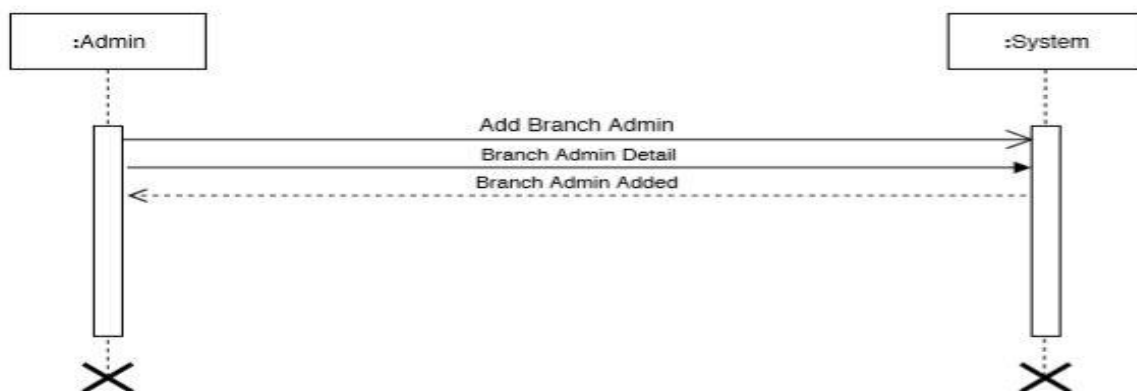 :Admin
:System
Add Branch Admin
Branch Admin Detail
Branch Admin Added